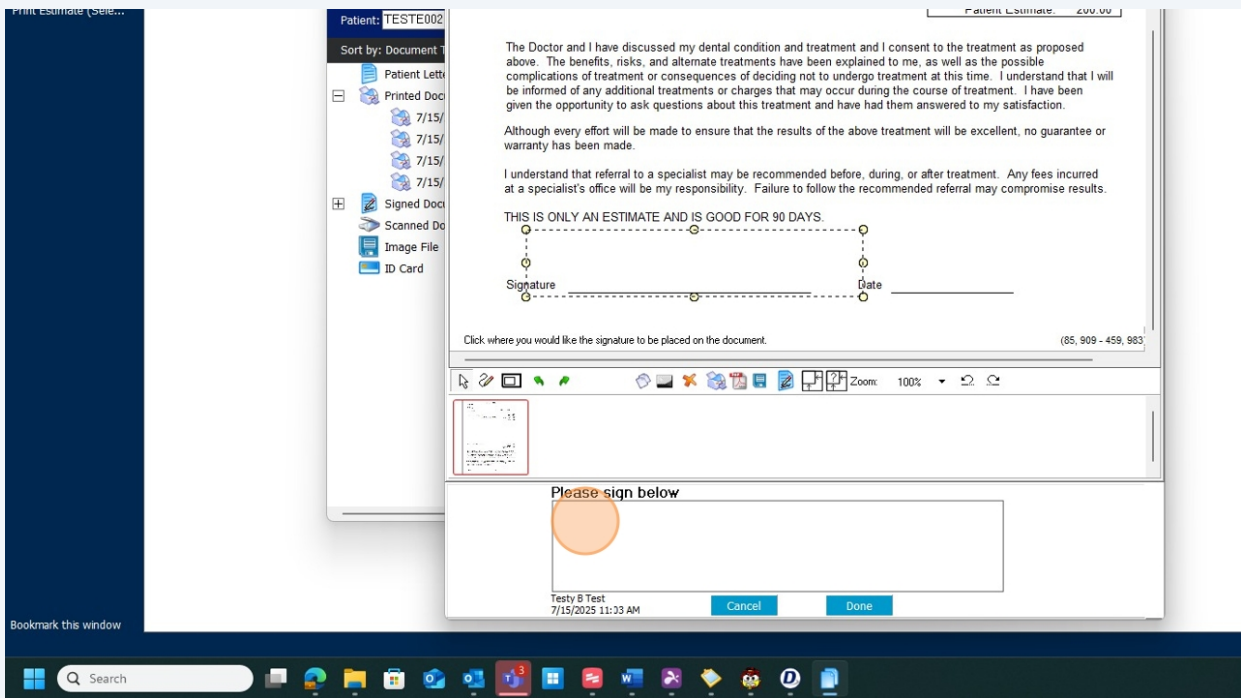 Print Estimate (Sele...
Patient: TESTE002
Sort by: Document T
Patient Lette
Printed Doc
7/15/
7/15/
7/15/
7/15/
Signed Docu
Scanned Do
Image File
ID Card
Patient Estimate: 200.00
The Doctor and I have discussed my dental condition and treatment and I consent to the treatment as proposed
above. The benefits, risks, and alternate treatments have been explained to me, as well as the possible
complications of treatment or consequences of deciding not to undergo treatment at this time. I understand that I will
be informed of any additional treatments or charges that may occur during the course of treatment. I have been
given the opportunity to ask questions about this treatment and have had them answered to my satisfaction.
Although every effort will be made to ensure that the results of the above treatment will be excellent, no guarantee or
warranty has been made.
I understand that referral to a specialist may be recommended before, during, or after treatment. Any fees incurred
at a specialist's office will be my responsibility. Failure to follow the recommended referral may compromise results.
THIS IS ONLY AN ESTIMATE AND IS GOOD FOR 90 DAYS.
Signature Date
Click where you would like the signature to be placed on the document. (85, 909 - 459, 983
Zoom: 100%
Please sign below
Testy B Test
7/15/2025 11:03 AM
Cancel Done
Bookmark this window
Search
3